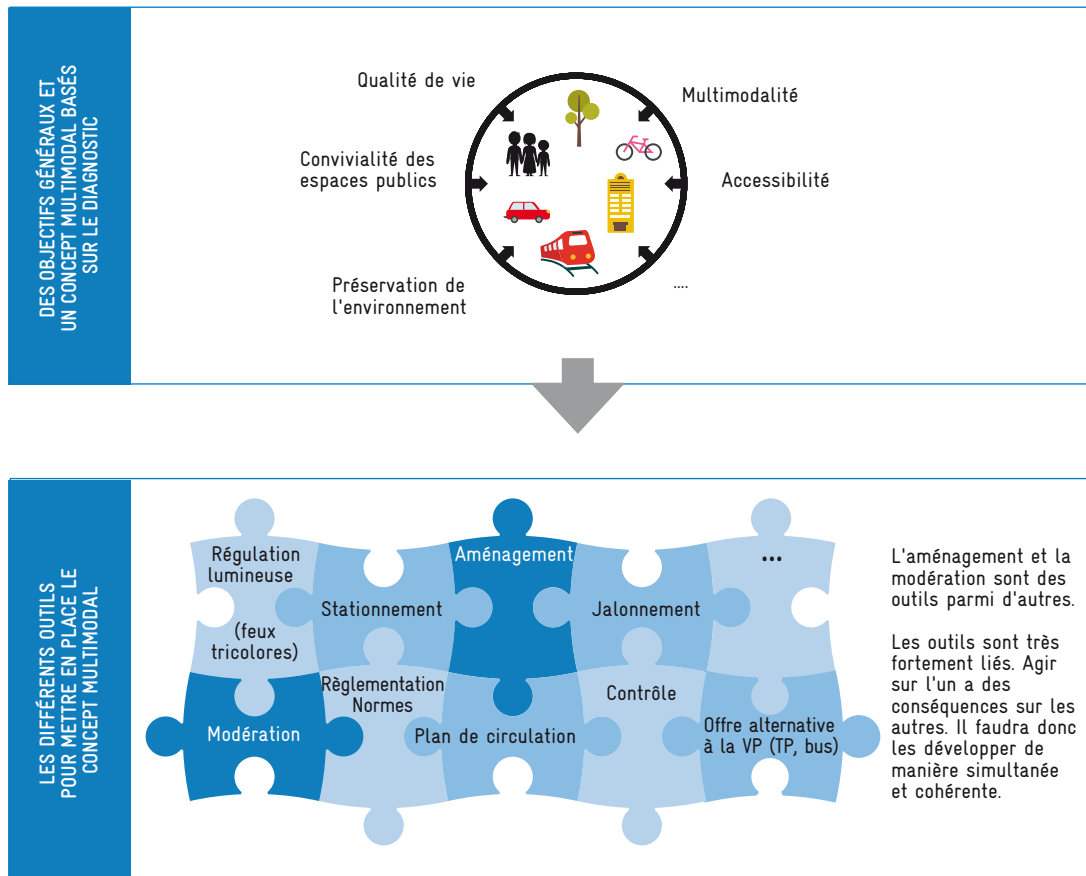 DES OBJECTIFS GÉNÉRAUX ET
UN CONCEPT MULTIMODAL BASÉS
SUR LE DIAGNOSTIC
Qualité de vie
Multimodalité
Convivialité des
espaces publics
Accessibilité
Préservation de
l'environnement
....
LES DIFFÉRENTS OUTILS
POUR METTRE EN PLACE LE
CONCEPT MULTIMODAL
Régulation
lumineuse
(feux
tricolores)
Stationnement
Aménagement
Jalonnement
...
Modération
Règlementation
Normes
Plan de circulation
Contrôle
Offre alternative
à la VP (TP, bus)
L'aménagement et la
modération sont des
outils parmi d'autres.
Les outils sont très
fortement liés. Agir
sur l'un a des
conséquences sur les
autres. Il faudra donc
les développer de
manière simultanée
et cohérente.